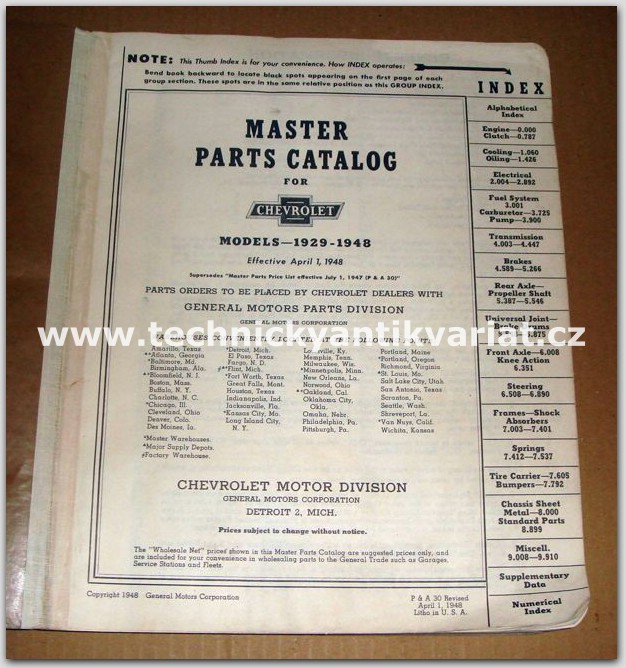 NOTE: This Thumb Index is for your convenience. How INDEX operates:
Bend book backward to locate black spots appearing on the first page of each
group section. These spots are in the same relative position as this GROUP INDEX.
INDEX
Alphabetical
Index
Engine—0.000
Clutch—0.787
Cooling—1.060
Oiling—1.426
Electrical
2.004—2.892
Fuel System
3.001
Carburetor—3.725
Pump—3.900
Transmission
4.003—4.447
Brakes
4.589—5.266
Rear Axle—
Propeller Shaft
5.387—5.546
Universal Joint—
Brake Drums
5.875
Front Axle—6.008
Knee Action
6.351
Steering
6.508—6.890
Frames—Shock
Absorbers
7.003—7.401
Springs
7.412—7.537
Tire Carrier—7.605
Bumpers—7.792
Chassis Sheet
Metal—8.000
Standard Parts
8.899
Miscell.
9.008—9.910
Supplementary
Data
Numerical
Index
MASTER
PARTS CATALOG
FOR
CHEVROLET
MODELS—1929-1948
Effective April 1, 1948
Supersedes "Master Parts Price List effective July 1, 1947 (P & A 30)"
PARTS ORDERS TO BE PLACED BY CHEVROLET DEALERS WITH
GENERAL MOTORS PARTS DIVISION
GENERAL MOTORS CORPORATION
www.technickyantikvariat.cz
WAREHOUSES CONVENIENTLY LOCATED AT THE FOLLOWING POINTS
Amarillo, Texas
*†Atlanta, Georgia
*Baltimore, Md.
Birmingham, Ala.
Bloomfield, N. J.
Boston, Mass.
Buffalo, N. Y.
Charlotte, N. C.
*Chicago, Ill.
Cleveland, Ohio
Denver, Colo.
Des Moines, Ia.
*Detroit, Mich.
El Paso, Texas
Fargo, N. D.
Flint, Mich.
*Fort Worth, Texas
Great Falls, Mont.
Houston, Texas
Indianapolis, Ind.
Jacksonville, Fla.
*Kansas City, Mo.
Long Island City,
N. Y.
Louisville, Ky.
Memphis, Tenn.
Milwaukee, Wis.
*Minneapolis, Minn.
New Orleans, La.
Norwood, Ohio
Oakland, Cal.
Oklahoma City,
Okla.
Omaha, Nebr.
Philadelphia, Pa.
Pittsburgh, Pa.
Portland, Maine
*Portland, Oregon
Richmond, Virginia
*St. Louis, Mo.
Salt Lake City, Utah
San Antonio, Texas
Scranton, Pa.
Seattle, Wash.
Shreveport, La.
*Van Nuys, Calif.
Wichita, Kansas
*Master Warehouses.
Major Supply Depots.
Factory Warehouse.
CHEVROLET MOTOR DIVISION
GENERAL MOTORS CORPORATION
DETROIT 2, MICH.
Prices subject to change without notice.
The "Wholesale Net" prices shown in this Master Parts Catalog are suggested prices only, and
are included for your convenience in wholesaling parts to the General Trade such as Garages,
Service Stations and Fleets.
Copyright 1948 General Motors Corporation
P & A 30 Revised
April 1, 1948
Litho in U. S. A.